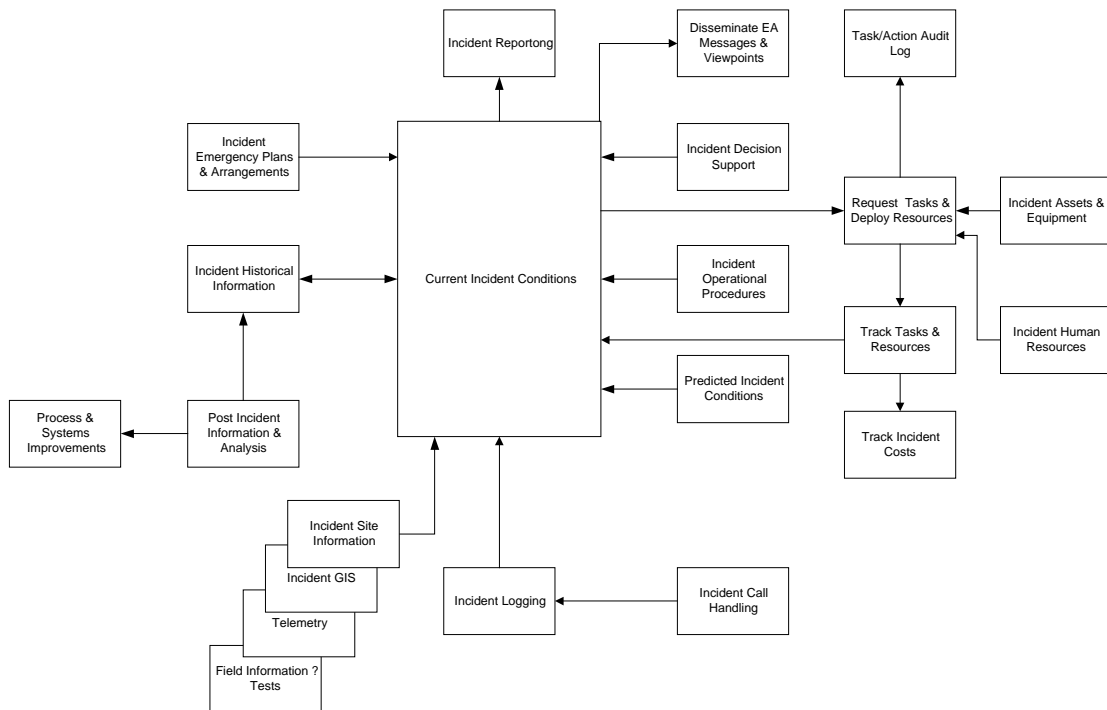 Incident Reportong
Disseminate EA
Messages &
Viewpoints
Task/Action Audit
Log
Incident
Emergency Plans
& Arrangements
Incident Decision
Support
Request  Tasks &
Deploy Resources
Incident Assets &
Equipment
Incident Historical
Information
Current Incident Conditions
Incident
Operational
Procedures
Track Tasks &
Resources
Incident Human
Resources
Predicted Incident
Conditions
Process &
Systems
Improvements
Post Incident
Information &
Analysis
Track Incident
Costs
Incident Site
Information
Incident GIS
Telemetry
Field Information ?
Tests
Incident Logging
Incident Call
Handling